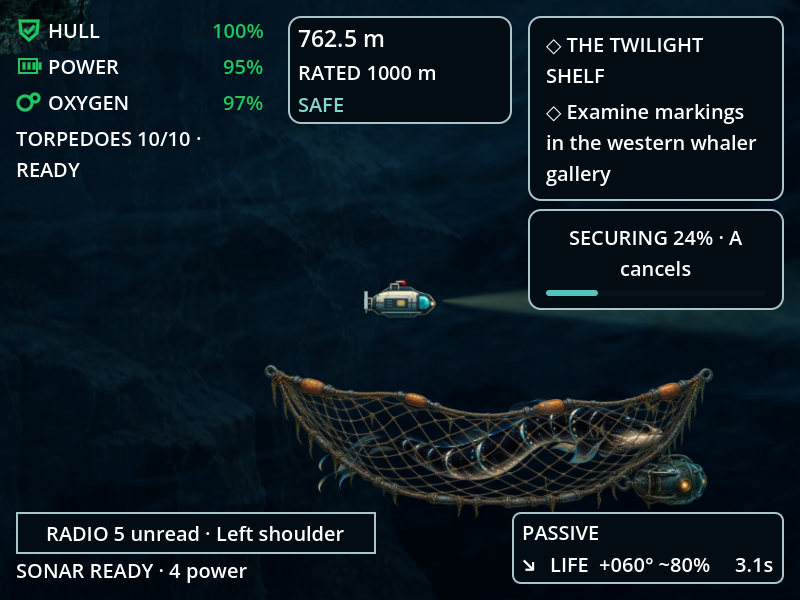 HULL 100%
POWER 95%
OXYGEN 97%
TORPEDOES 10/10 ·
READY
762.5 m
RATED 1000 m
SAFE
◇ THE TWILIGHT
SHELF
◇ Examine markings
in the western whaler
gallery
SECURING 24% · A
cancels
RADIO 5 unread · Left shoulder
SONAR READY · 4 power
PASSIVE
↘ LIFE +060° ~80% 3.1s